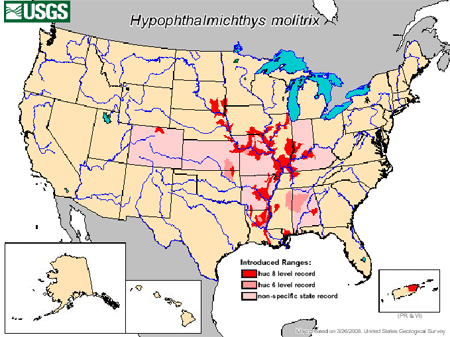 USGS
Hypophthalmichthys molitrix
Introduced Ranges:
huc 8 level record
huc 6 level record
non-specific state record
(PR & VI)
Map created on 3/26/2008. United States Geological Survey